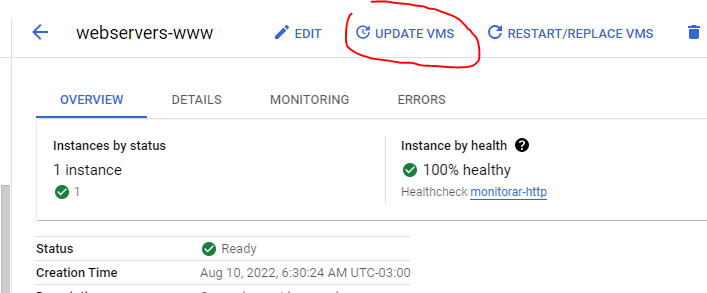 webservers-www EDIT UPDATE VMS RESTART/REPLACE VMS
OVERVIEW DETAILS MONITORING ERRORS
Instances by status
1 instance
1
Instance by health ?
100% healthy
Healthcheck monitorar-http
Status Ready
Creation Time Aug 10, 2022, 6:30:24 AM UTC-03:00